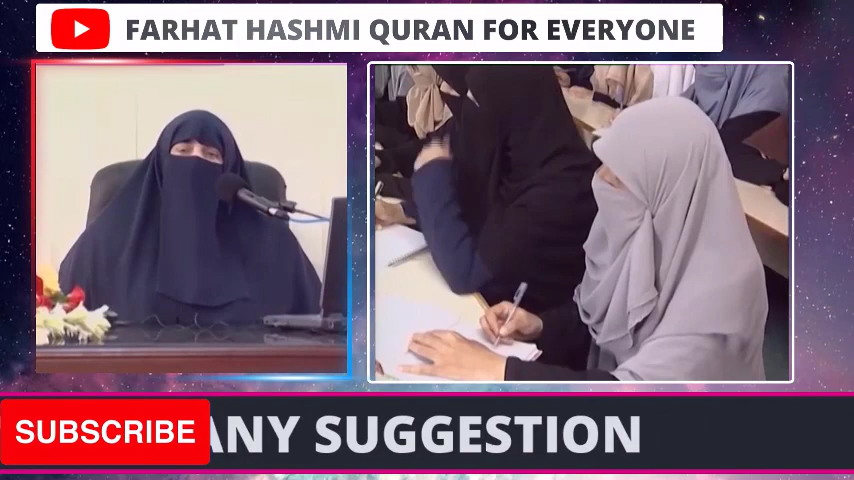 FARHAT HASHMI QURAN FOR EVERYONE
SUBSCRIBE ANY SUGGESTION